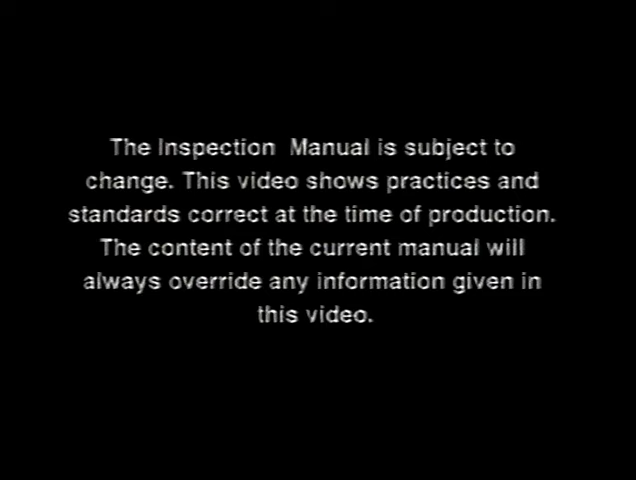 The Inspection Manual is subject to
change. This video shows practices and
standards correct at the time of production.
The content of the current manual will
always override any information given in
this video.